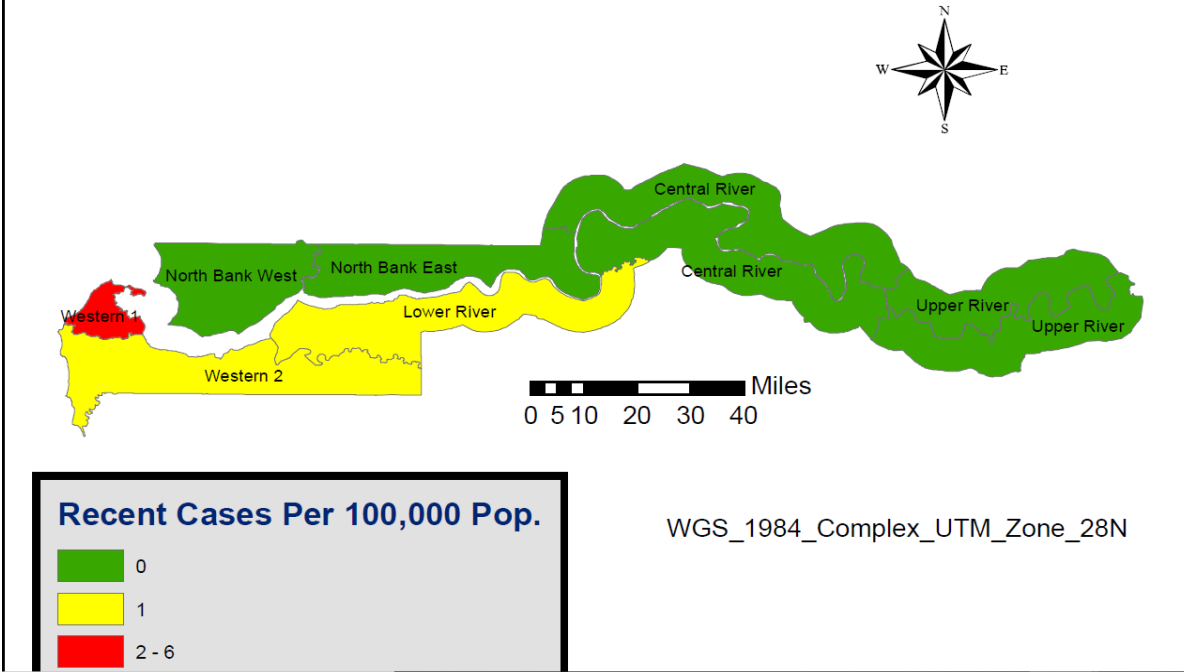 N
W E
S
Central River
North Bank West
North Bank East
Central River
Western 1
Lower River
Upper River
Upper River
Western 2
Miles
0 5 10 20 30 40
Recent Cases Per 100,000 Pop.
WGS_1984_Complex_UTM_Zone_28N
0
1
2 - 6